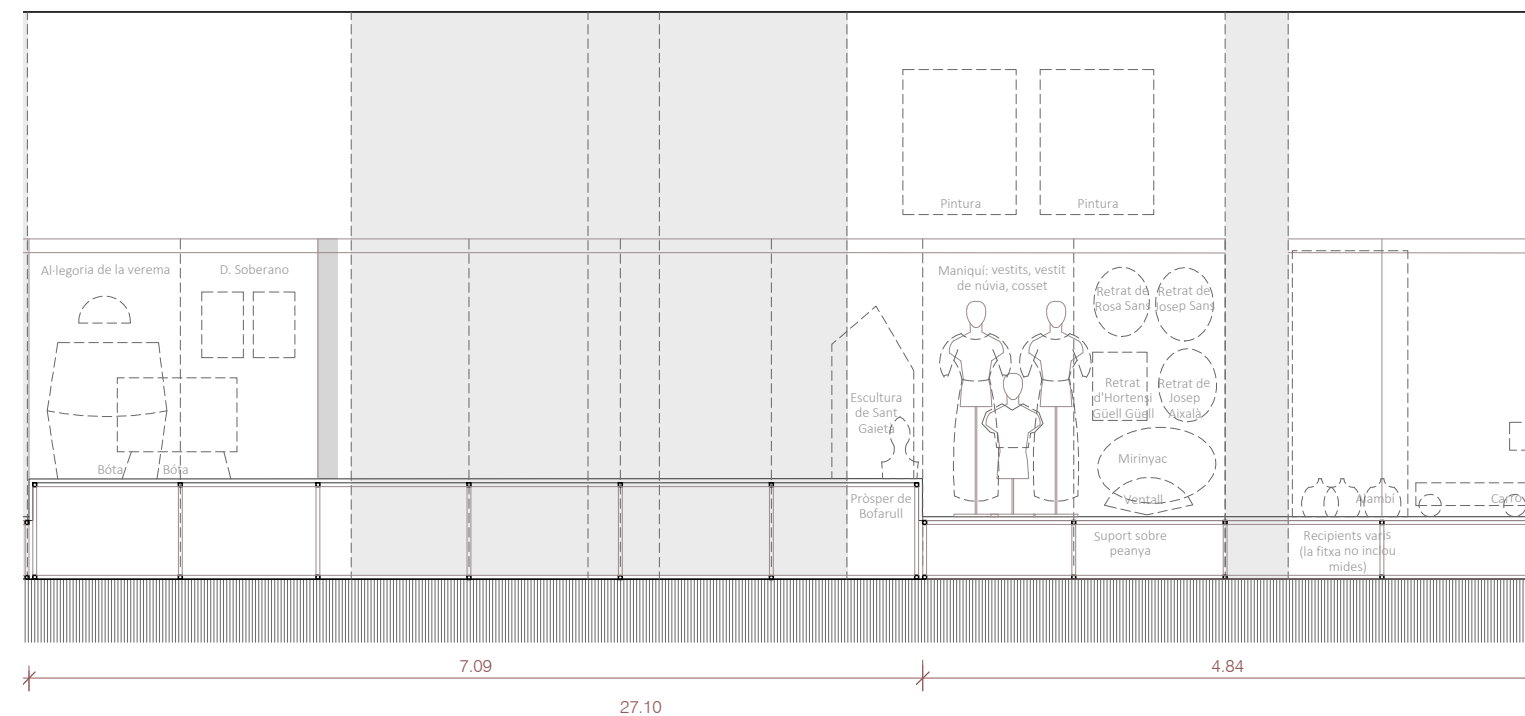 Pintura
Pintura
Al·legoria de la verema
D. Soberano
Maniquí: vestits, vestit
de núvia, cosset
Retrat de
Rosa Sans
Retrat de
Josep Sans
Escultura
de Sant
Gaietà
Retrat
d'Hortensi
Güell Güell
Retrat de
Josep
Aixalà
Mirinyac
Bóta
Bóta
Ventall
Pròsper de
Bofarull
Alambí
Carro
Suport sobre
peanya
Recipients varis
(la fitxa no inclou
mides)
7.09
4.84
27.10